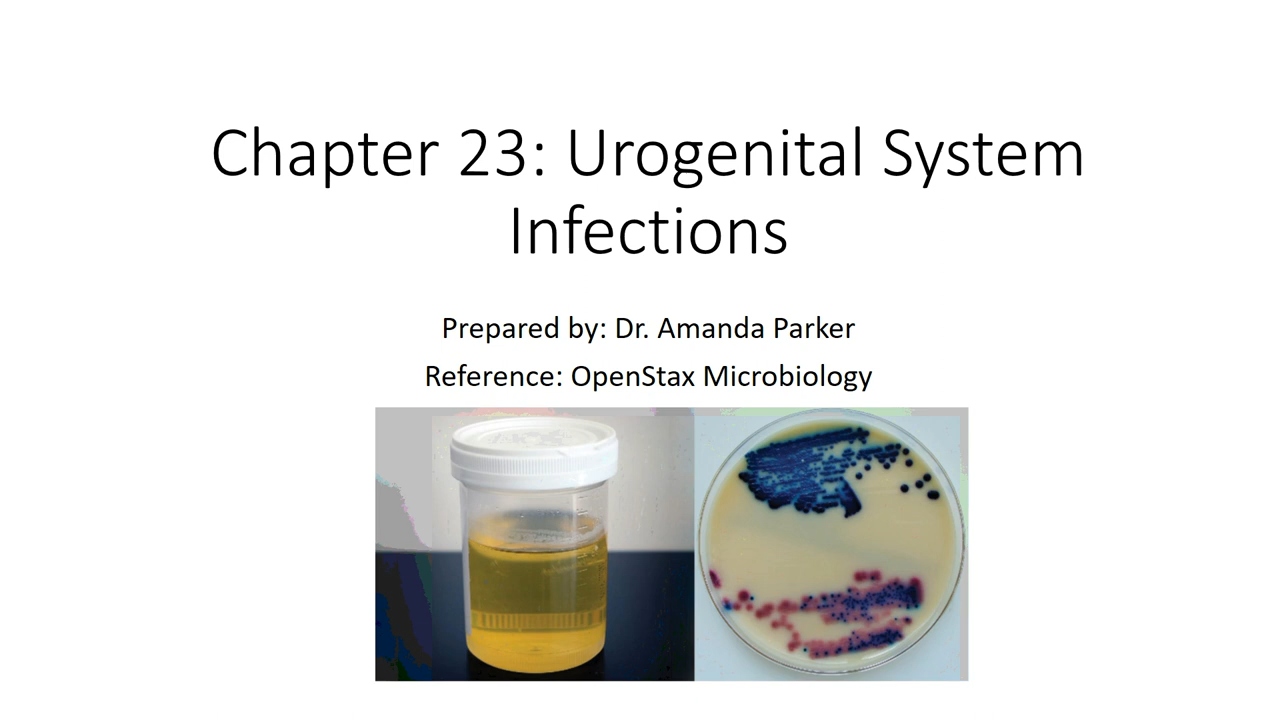 Chapter 23: Urogenital System
Infections
Prepared by: Dr. Amanda Parker
Reference: OpenStax Microbiology